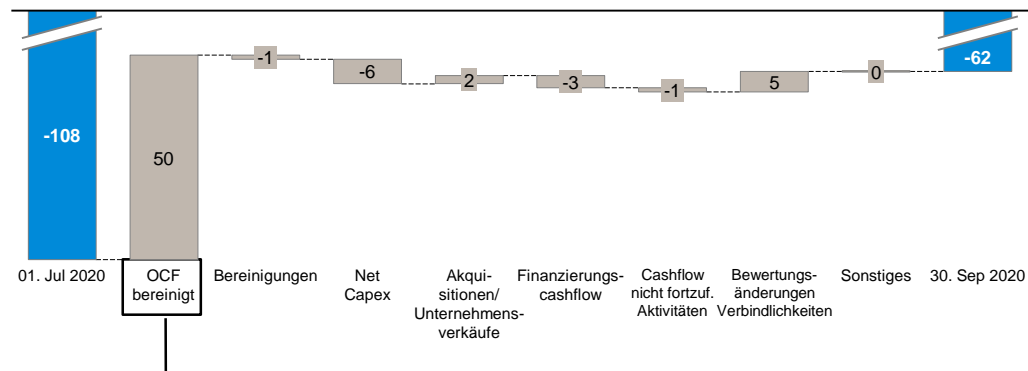 -108
50
-1
-6
2
-3
-1
5
0
-62
01. Jul 2020
OCF
bereinigt
Bereinigungen
Net
Capex
Akqui-
sitionen/
Unternehmens-
verkäufe
Finanzierungs-
cashflow
Cashflow
nicht fortzuf.
Aktivitäten
Bewertungs-
änderungen
Verbindlichkeiten
Sonstiges
30. Sep 2020